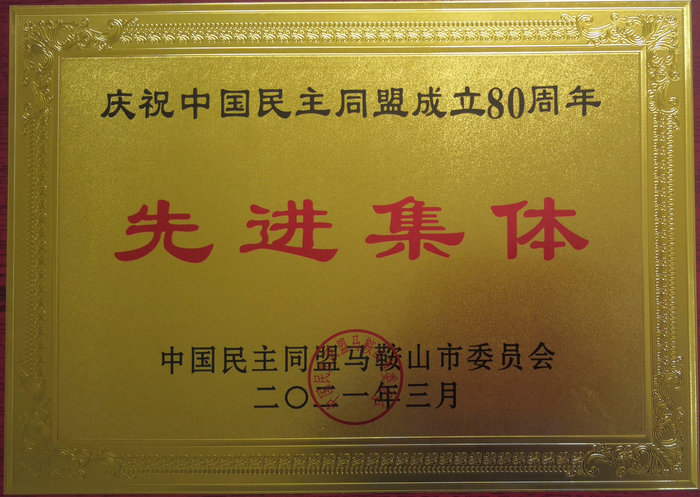 庆祝中国民主同盟成立80周年
先进集体
中国民主同盟马鞍山市委员会
二〇二一年三月